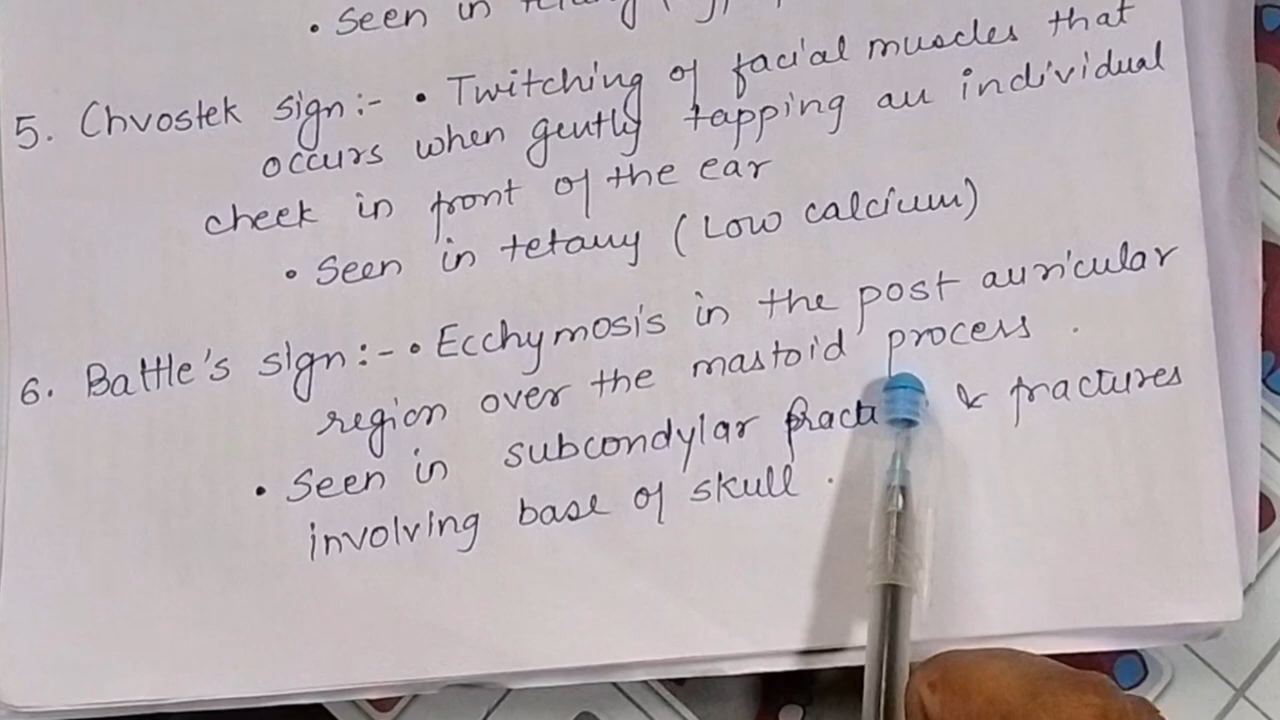 • Seen in
5. Chvostek sign:- • Twitching of facial muscles that
occurs when gently tapping an individual
cheek in front of the ear
• Seen in tetany (Low calcium)
6. Battle's sign:- • Ecchymosis in the post auricular
region over the mastoid process.
• Seen in subcondylar & fractures
involving base of skull.